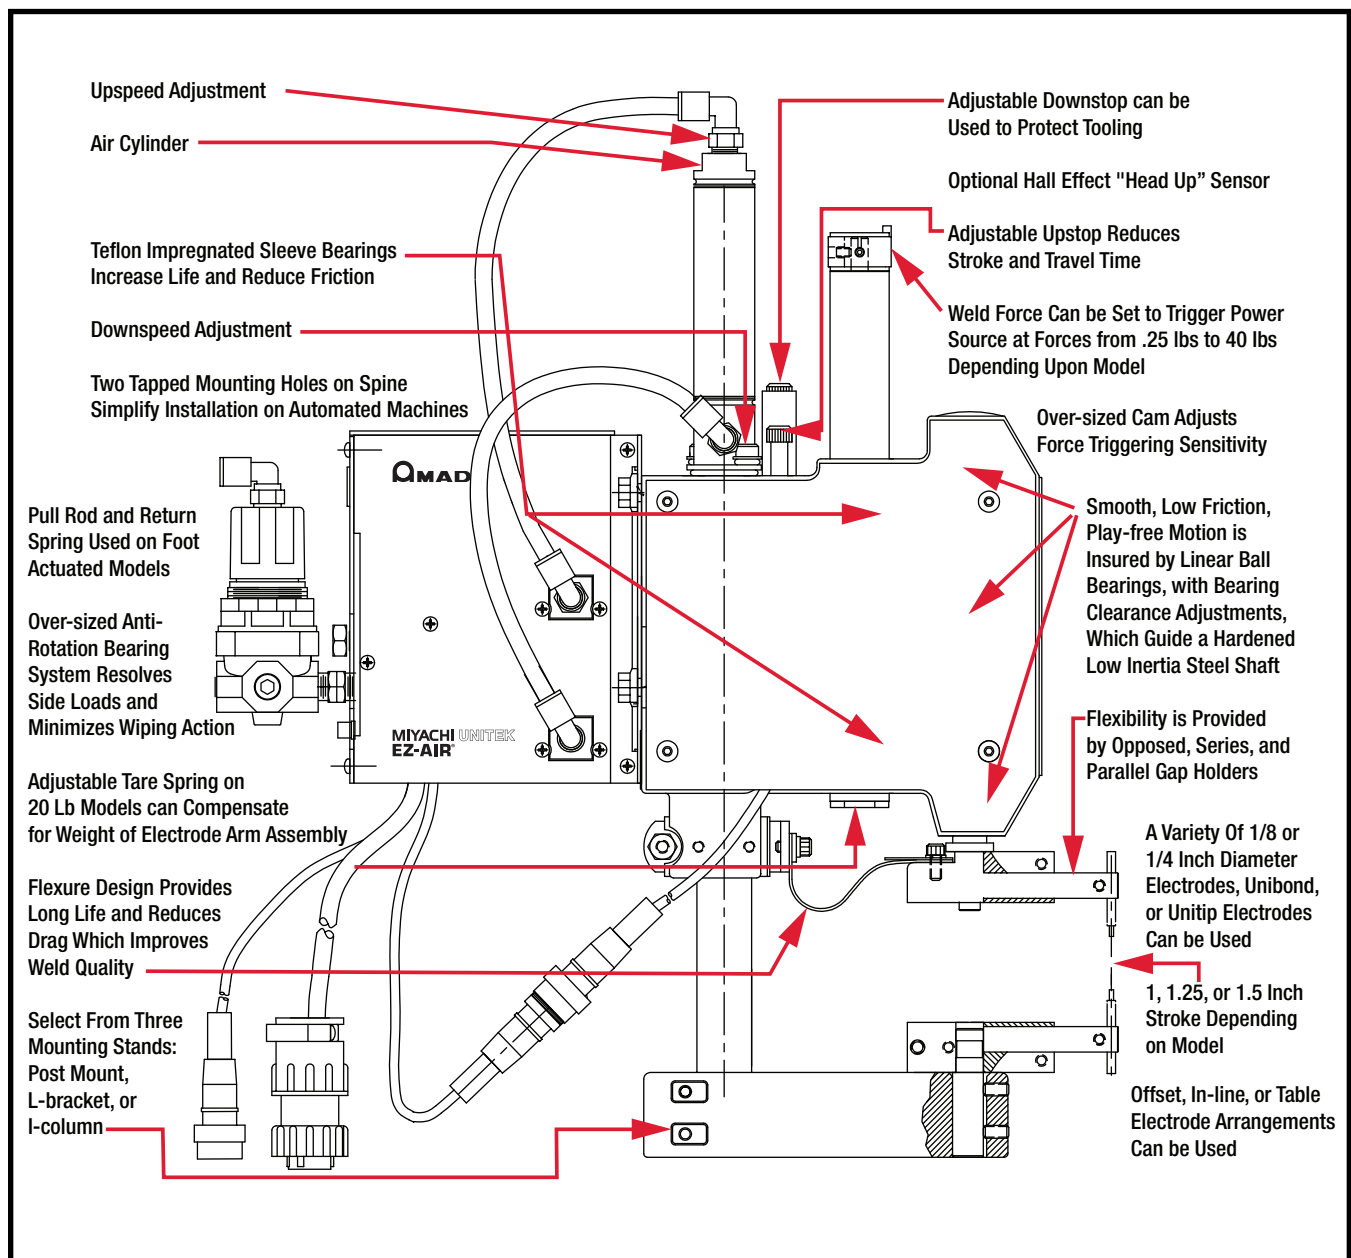 Upspeed Adjustment
Air Cylinder
Teflon Impregnated Sleeve Bearings
Increase Life and Reduce Friction
Downspeed Adjustment
Two Tapped Mounting Holes on Spine
Simplify Installation on Automated Machines
Pull Rod and Return
Spring Used on Foot
Actuated Models
Over-sized Anti-
Rotation Bearing
System Resolves
Side Loads and
Minimizes Wiping Action
Adjustable Tare Spring on
20 Lb Models can Compensate
for Weight of Electrode Arm Assembly
Flexure Design Provides
Long Life and Reduces
Drag Which Improves
Weld Quality
Select From Three
Mounting Stands:
Post Mount,
L-bracket, or
I-column
AMAD
MIYACHI UNITEK
EZ-AIR®
Adjustable Downstop can be
Used to Protect Tooling
Optional Hall Effect "Head Up” Sensor
Adjustable Upstop Reduces
Stroke and Travel Time
Weld Force Can be Set to Trigger Power
Source at Forces from .25 lbs to 40 lbs
Depending Upon Model
Over-sized Cam Adjusts
Force Triggering Sensitivity
Smooth, Low Friction,
Play-free Motion is
Insured by Linear Ball
Bearings, with Bearing
Clearance Adjustments,
Which Guide a Hardened
Low Inertia Steel Shaft
Flexibility is Provided
by Opposed, Series, and
Parallel Gap Holders
A Variety Of 1/8 or
1/4 Inch Diameter
Electrodes, Unibond,
or Unitip Electrodes
Can be Used
1, 1.25, or 1.5 Inch
Stroke Depending
on Model
Offset, In-line, or Table
Electrode Arrangements
Can be Used